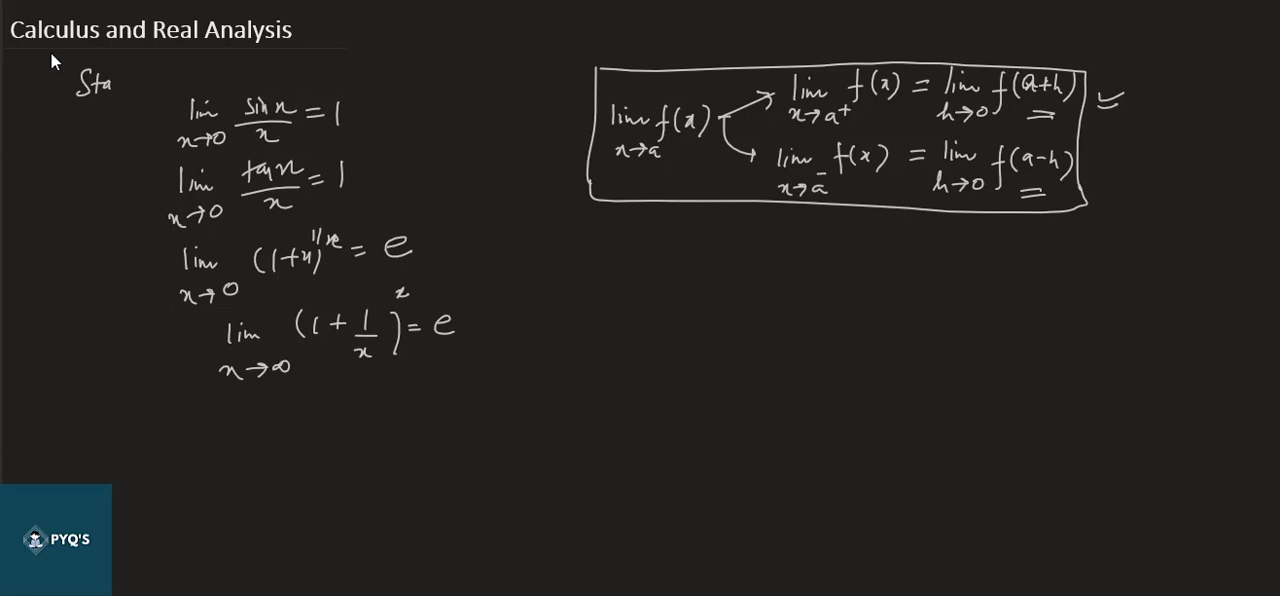 Calculus and Real Analysis
Sta
lim x→0 sin x / x = 1
lim x→0 tan x / x = 1
lim x→0 (1+x)^1/x = e
lim x→∞ (1 + 1/x)^x = e
lim x→a f(x)
lim x→a+ f(x) = lim h→0 f(a+h)
lim x→a- f(x) = lim h→0 f(a-h)
PYQ'S